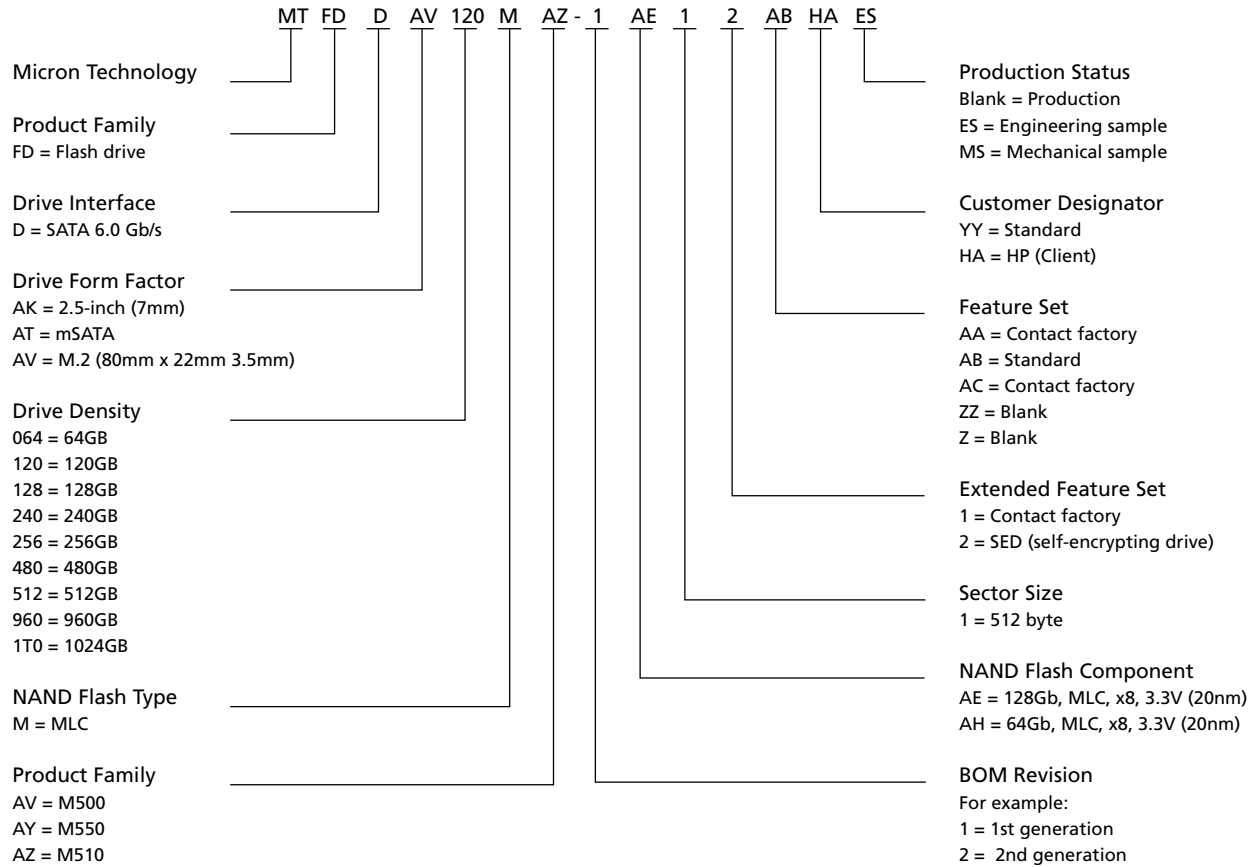 MT FD D AV 120 M AZ - 1 AE 1 2 AB HA ES
Micron Technology
Product Family
FD = Flash drive
Drive Interface
D = SATA 6.0 Gb/s
Drive Form Factor
AK = 2.5-inch (7mm)
AT = mSATA
AV = M.2 (80mm x 22mm 3.5mm)
Drive Density
064 = 64GB
120 = 120GB
128 = 128GB
240 = 240GB
256 = 256GB
480 = 480GB
512 = 512GB
960 = 960GB
1T0 = 1024GB
NAND Flash Type
M = MLC
Product Family
AV = M500
AY = M550
AZ = M510
Production Status
Blank = Production
ES = Engineering sample
MS = Mechanical sample
Customer Designator
YY = Standard
HA = HP (Client)
Feature Set
AA = Contact factory
AB = Standard
AC = Contact factory
ZZ = Blank
Z = Blank
Extended Feature Set
1 = Contact factory
2 = SED (self-encrypting drive)
Sector Size
1 = 512 byte
NAND Flash Component
AE = 128Gb, MLC, x8, 3.3V (20nm)
AH = 64Gb, MLC, x8, 3.3V (20nm)
BOM Revision
For example:
1 = 1st generation
2 = 2nd generation